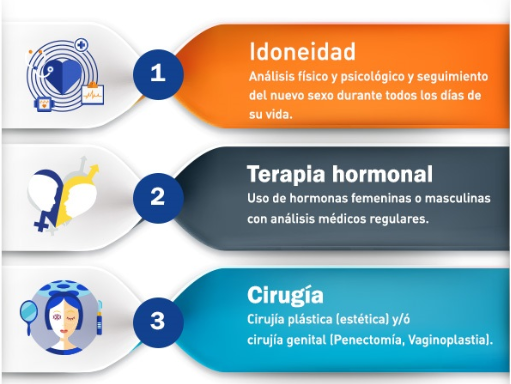 1
Idoneidad
Análisis físico y psicológico y seguimiento
del nuevo sexo durante todos los días de
su vida.
2
Terapia hormonal
Uso de hormonas femeninas o masculinas
con análisis médicos regulares.
3
Cirugía
Cirujía plástica (estética) y/ó
cirujía genital (Penectomía, Vaginoplastia).